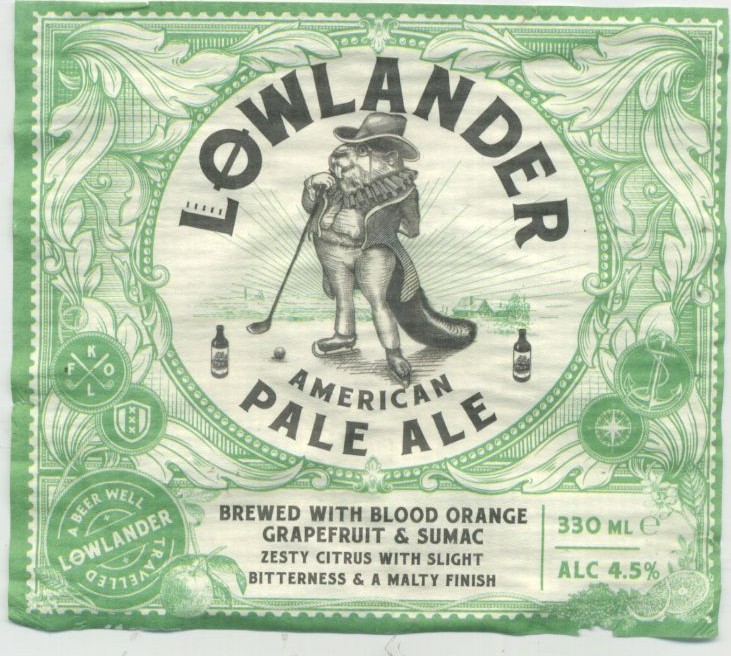 LØWLANDER
AMERICAN
PALE ALE
K
F O
L
X
X
X
A BEER WELL
LØWLANDER
TRAVELLED
BREWED WITH BLOOD ORANGE
GRAPEFRUIT & SUMAC
ZESTY CITRUS WITH SLIGHT
BITTERNESS & A MALTY FINISH
330 ML ℮
ALC 4.5%